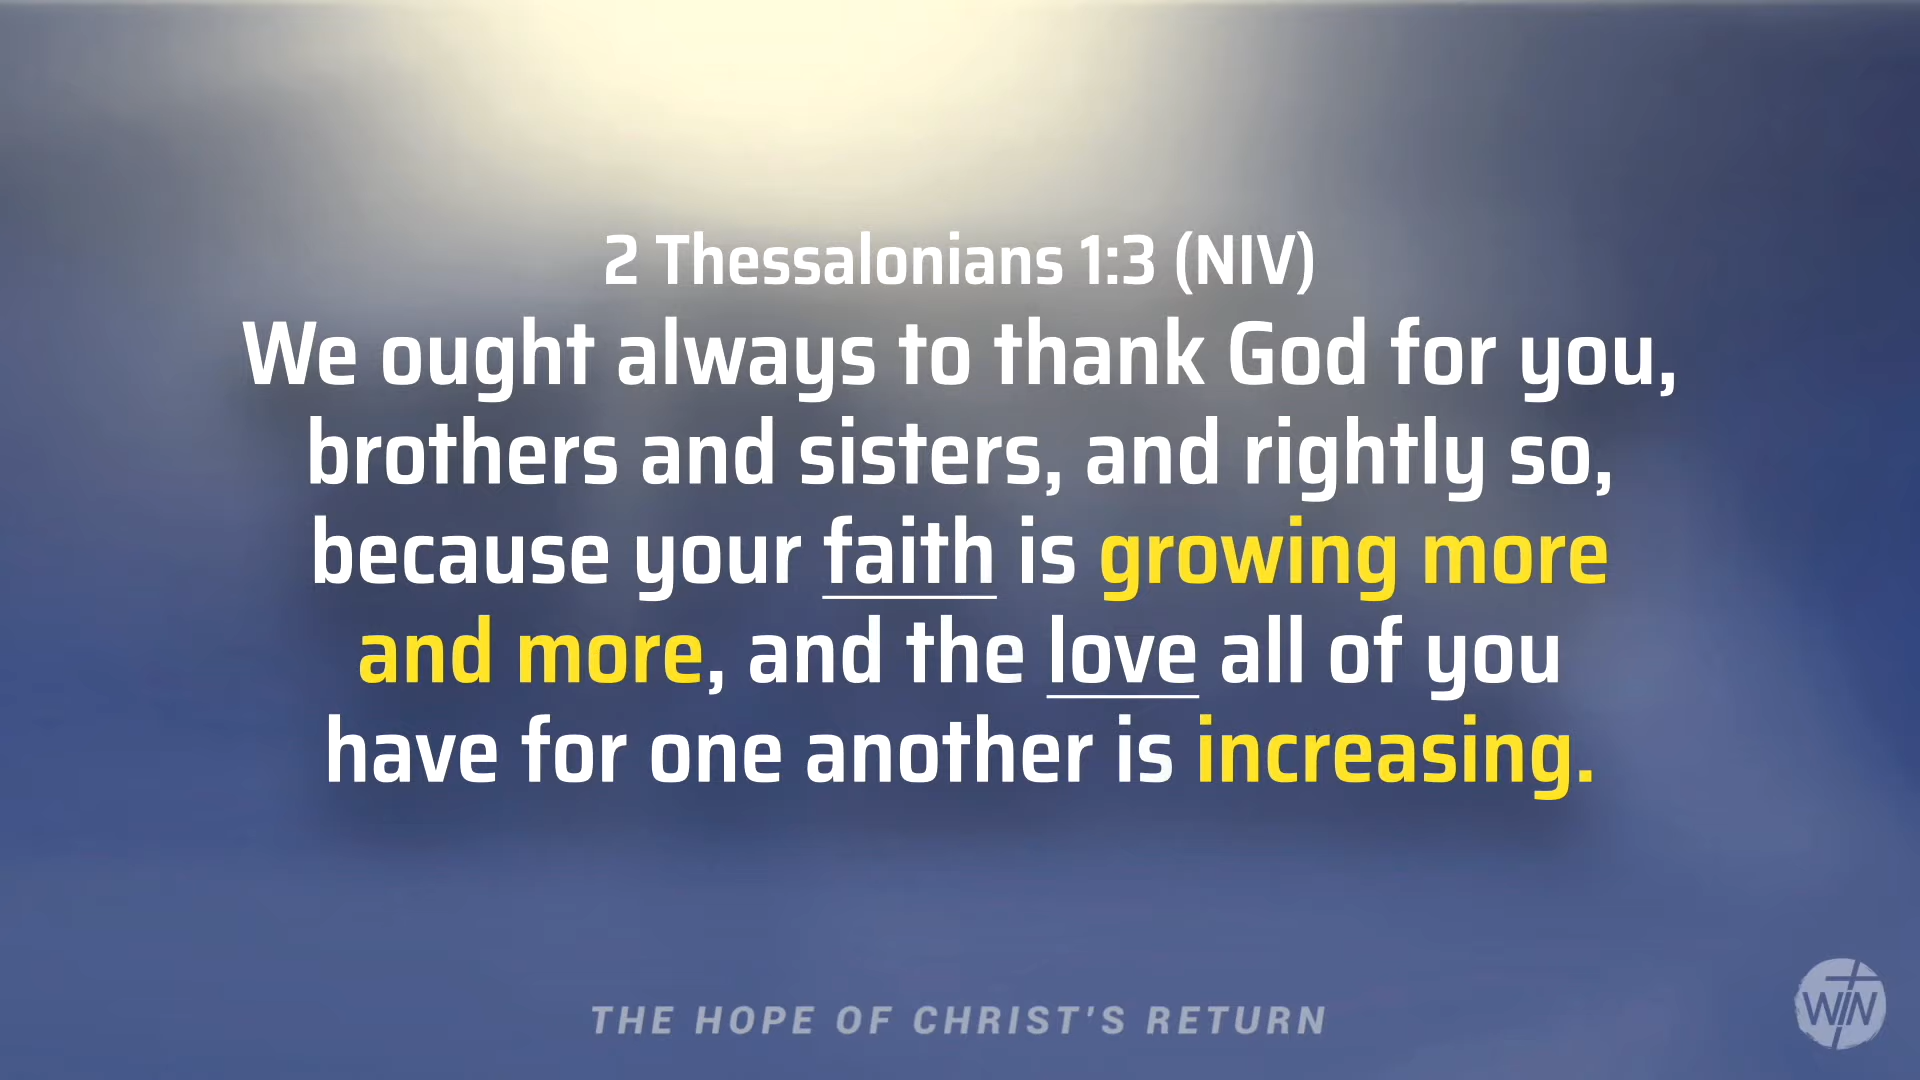 2 Thessalonians 1:3 (NIV)
We ought always to thank God for you,
brothers and sisters, and rightly so,
because your faith is growing more
and more, and the love all of you
have for one another is increasing.
THE HOPE OF CHRIST'S RETURN
WIN